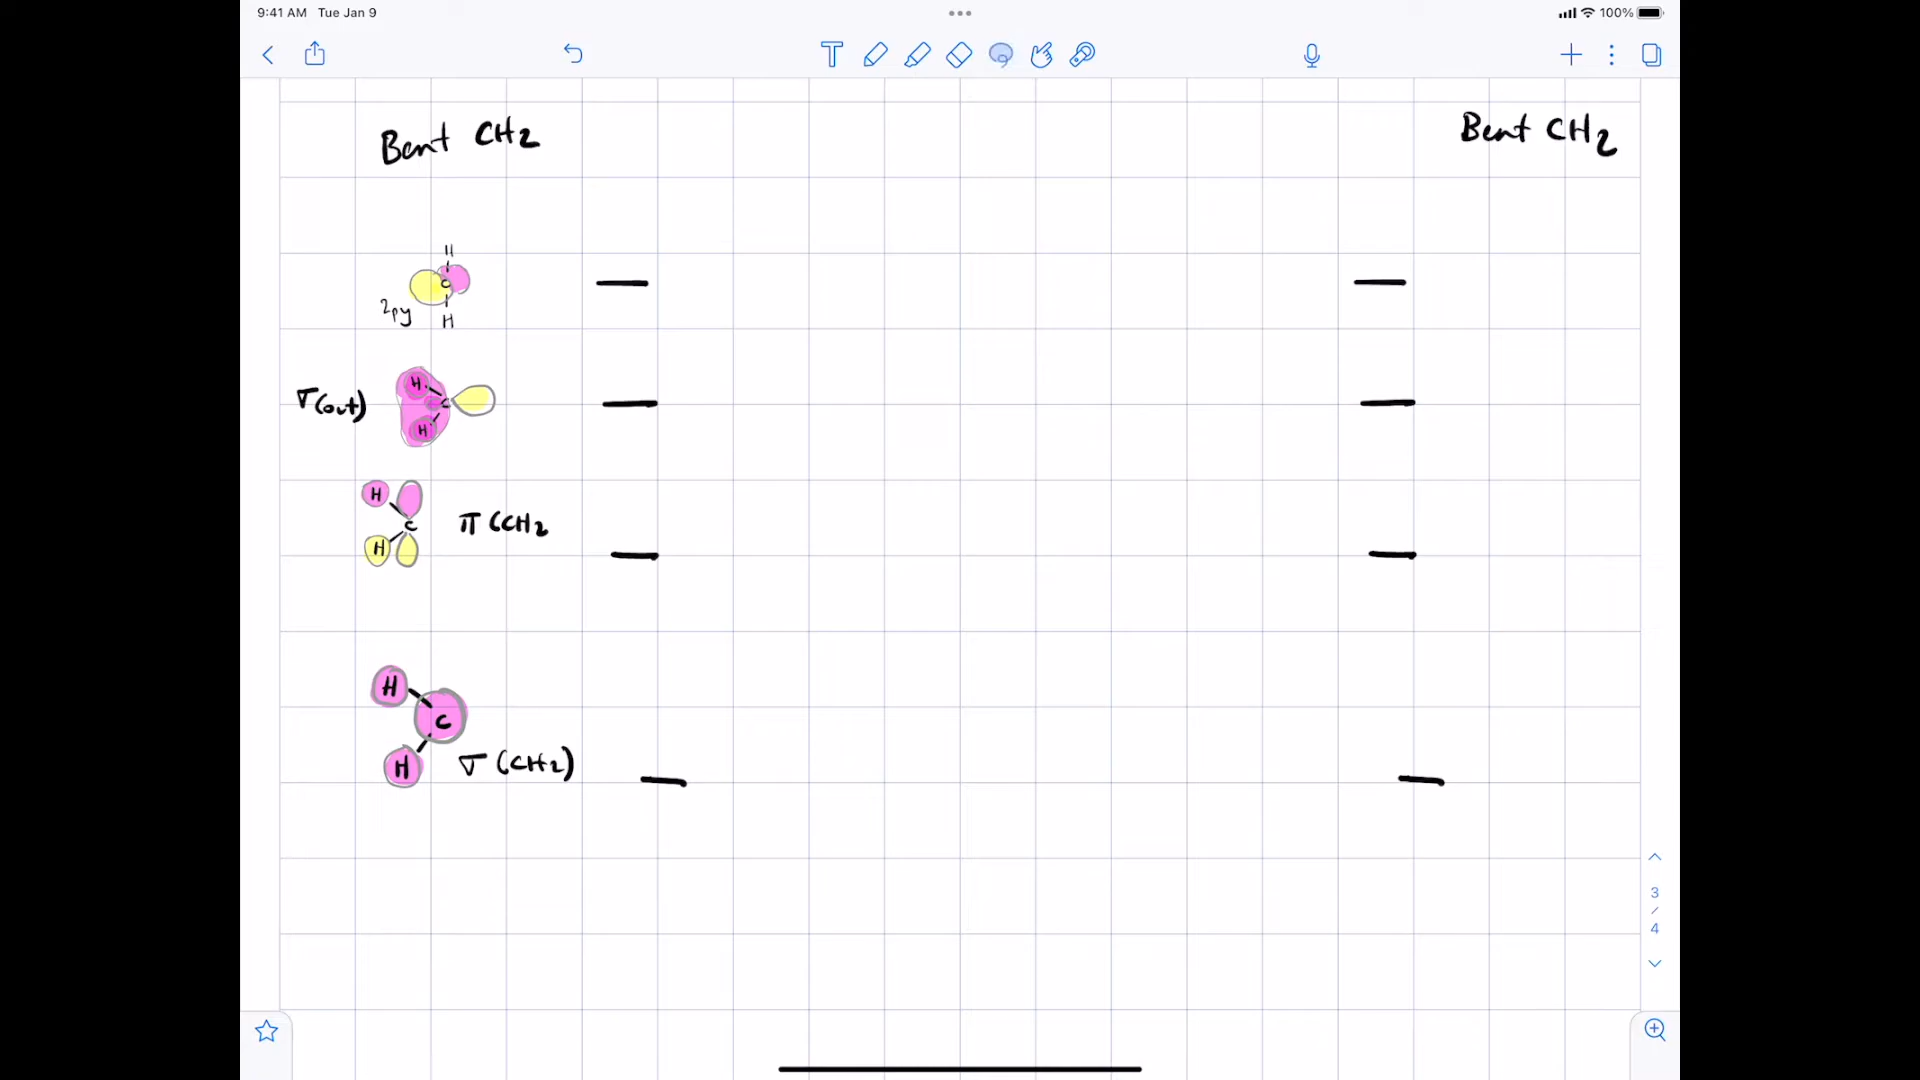 9:41 AM Tue Jan 9
100%
Bent CH2
Bent CH2
H
C
H
2py
σ(out)
H
C
H
H
C
H
π (CH2
H
C
H
σ (CH2)
3
/
4